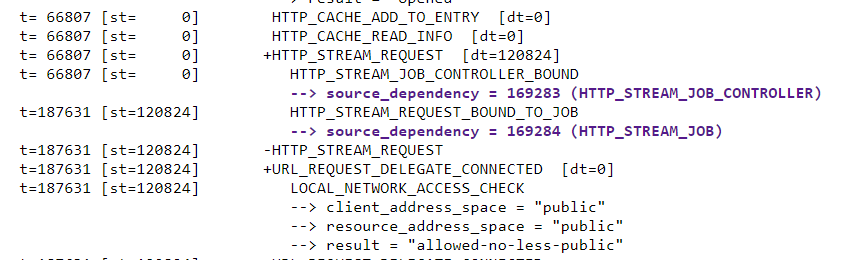 --> result = "opened"
t= 66807 [st=     0]        HTTP_CACHE_ADD_TO_ENTRY  [dt=0]
t= 66807 [st=     0]        HTTP_CACHE_READ_INFO  [dt=0]
t= 66807 [st=     0]       +HTTP_STREAM_REQUEST  [dt=120824]
t= 66807 [st=     0]          HTTP_STREAM_JOB_CONTROLLER_BOUND
--> source_dependency = 169283 (HTTP_STREAM_JOB_CONTROLLER)
t=187631 [st=120824]          HTTP_STREAM_REQUEST_BOUND_TO_JOB
--> source_dependency = 169284 (HTTP_STREAM_JOB)
t=187631 [st=120824]       -HTTP_STREAM_REQUEST
t=187631 [st=120824]       +URL_REQUEST_DELEGATE_CONNECTED  [dt=0]
t=187631 [st=120824]          LOCAL_NETWORK_ACCESS_CHECK
--> client_address_space = "public"
--> resource_address_space = "public"
--> result = "allowed-no-less-public"